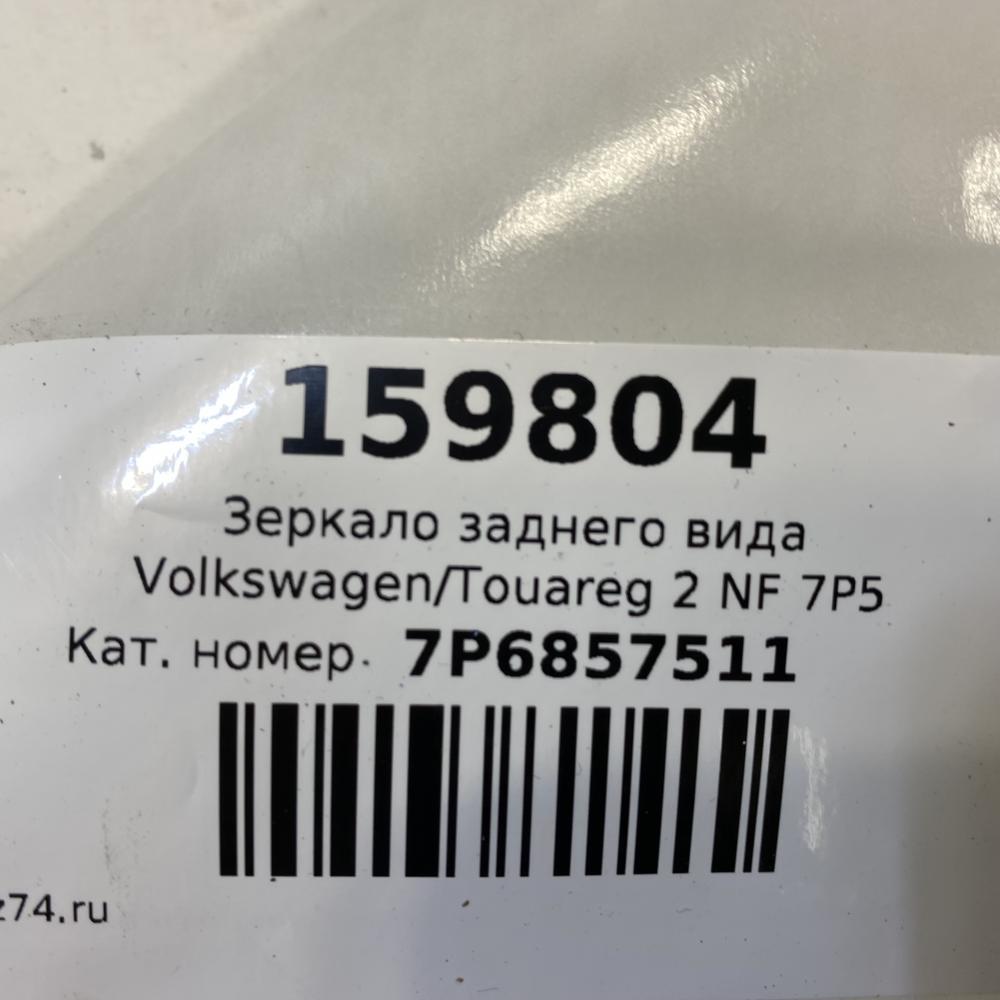 159804
Зеркало заднего вида
Volkswagen/Touareg 2 NF 7P5
Кат. номер. 7P6857511
z74.ru